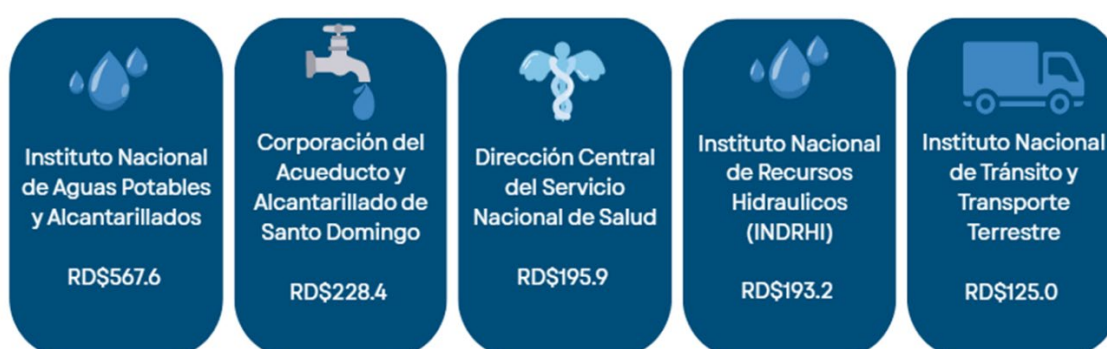 Instituto Nacional
de Aguas Potables
y Alcantarillados
RD$567.6
Corporación del
Acueducto y
Alcantarillado de
Santo Domingo
RD$228.4
Dirección Central
del Servicio
Nacional de Salud
RD$195.9
Instituto Nacional
de Recursos
Hidraulicos
(INDRHI)
RD$193.2
Instituto Nacional
de Tránsito y
Transporte
Terrestre
RD$125.0